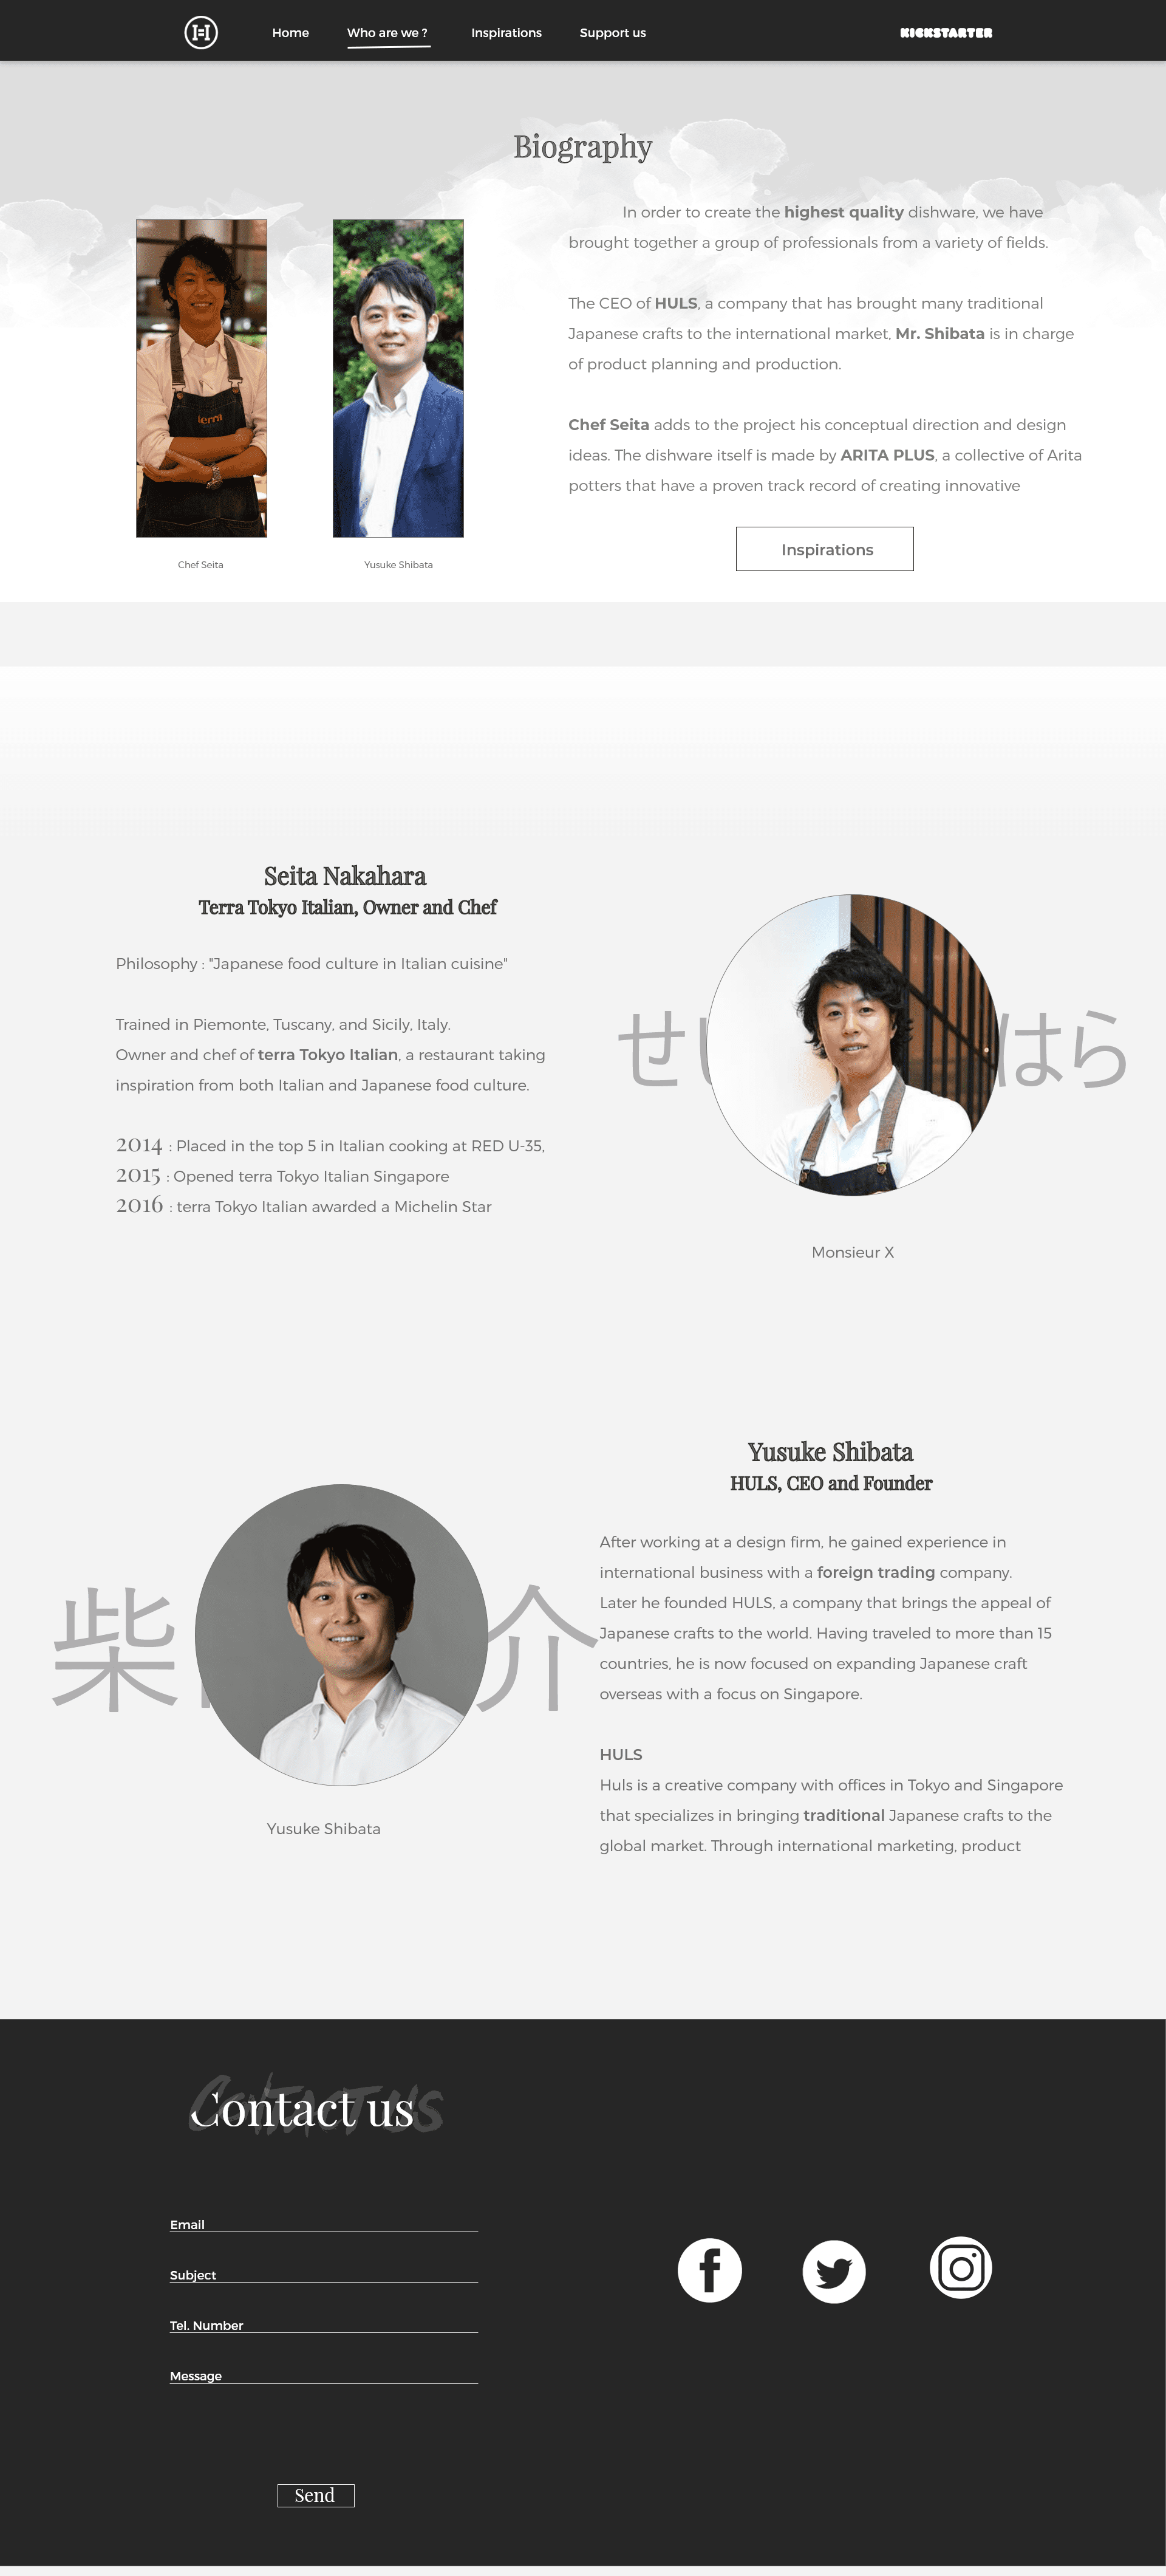 Home
Who are we ?
Inspirations
Support us
KICKSTARTER
Biography
In order to create the highest quality dishware, we have
brought together a group of professionals from a variety of fields.
The CEO of HULS, a company that has brought many traditional
Japanese crafts to the international market, Mr. Shibata is in charge
of product planning and production.
Chef Seita adds to the project his conceptual direction and design
ideas. The dishware itself is made by ARITA PLUS, a collective of Arita
potters that have a proven track record of creating innovative
terra
Chef Seita
Yusuke Shibata
Inspirations
Seita Nakahara
Terra Tokyo Italian, Owner and Chef
Philosophy : "Japanese food culture in Italian cuisine"
Trained in Piemonte, Tuscany, and Sicily, Italy.
Owner and chef of terra Tokyo Italian, a restaurant taking
inspiration from both Italian and Japanese food culture.
2014 : Placed in the top 5 in Italian cooking at RED U-35,
2015 : Opened terra Tokyo Italian Singapore
2016 : terra Tokyo Italian awarded a Michelin Star
せ はら
Monsieur X
Yusuke Shibata
HULS, CEO and Founder
After working at a design firm, he gained experience in
international business with a foreign trading company.
Later he founded HULS, a company that brings the appeal of
Japanese crafts to the world. Having traveled to more than 15
countries, he is now focused on expanding Japanese craft
overseas with a focus on Singapore.
HULS
Huls is a creative company with offices in Tokyo and Singapore
that specializes in bringing traditional Japanese crafts to the
global market. Through international marketing, product
柴 介
Yusuke Shibata
Contact us
Contact us
Email
Subject
Tel. Number
Message
Send